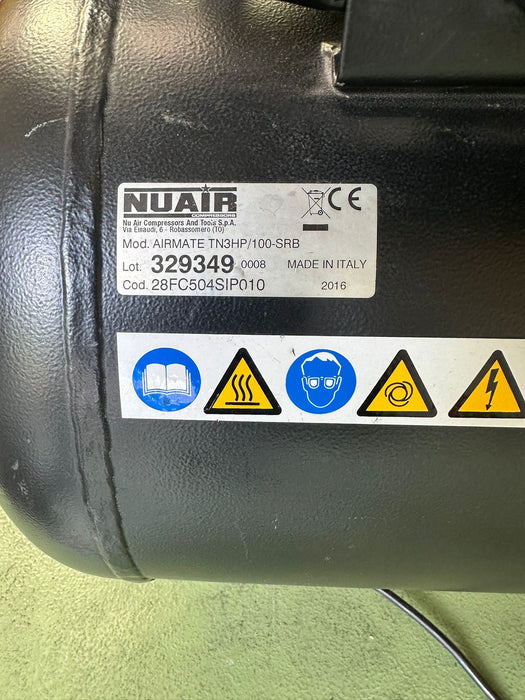 NUAIR
COMPRESSORS
Nu Air Compressors And Tools S.p.A.
Via Einaudi, 6 - Robassomero (TO)
CE
Mod. AIRMATE TN3HP/100-SRB
Lot. 329349 0008 MADE IN ITALY
Cod. 28FC504SIP010 2016